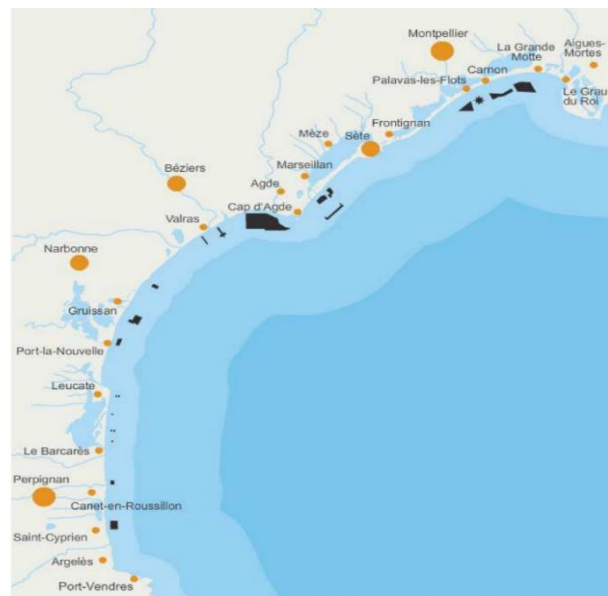 Montpellier
La Grande
Motte
Aigues-
Mortes
Carnon
Palavas-les-Flots
Le Grau
du Roi
Frontignan
Mèze
Sète
Marseillan
Béziers
Agde
Cap d'Agde
Valras
Narbonne
Gruissan
Port-la-Nouvelle
Leucate
Le Barcarès
Perpignan
Canet-en-Roussillon
Saint-Cyprien
Argelès
Port-Vendres